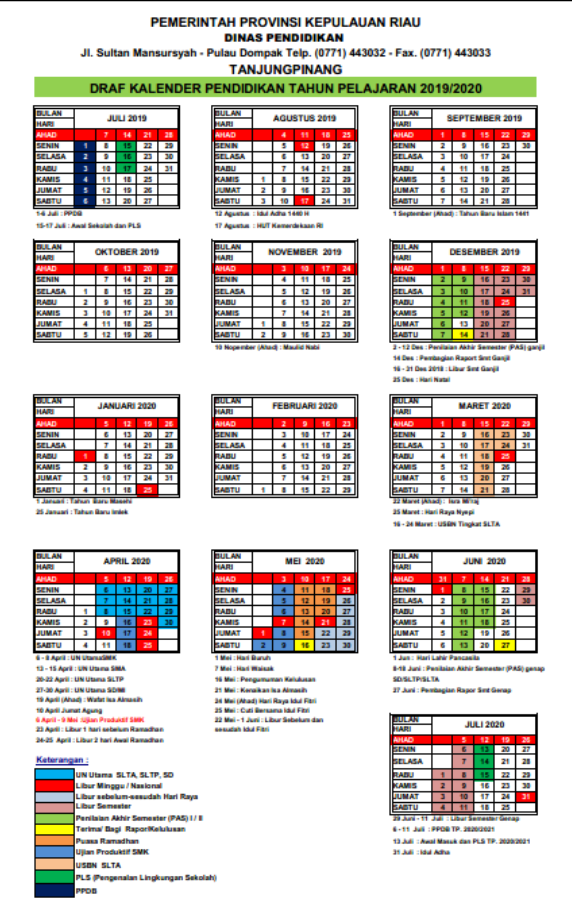 PEMERINTAH PROVINSI KEPULAUAN RIAU
DINAS PENDIDIKAN
Jl. Sultan Mansursyah - Pulau Dompak Telp. (0771) 443032 - Fax. (0771) 443033
TANJUNGPINANG
DRAF KALENDER PENDIDIKAN TAHUN PELAJARAN 2019/2020
BULAN HARI JULI 2019
AHAD 7 14 21 28
SENIN 1 8 15 22 29
SELASA 2 9 16 23 30
RABU 3 10 17 24 31
KAMIS 4 11 18 25
JUMAT 5 12 19 26
SABTU 6 13 20 27
1-6 Juli : PPDB
15-17 Juli : Awal Sekolah dan PLS
BULAN HARI AGUSTUS 2019
AHAD 4 11 18 25
SENIN 5 12 19 26
SELASA 6 13 20 27
RABU 7 14 21 28
KAMIS 1 8 15 22 29
JUMAT 2 9 16 23 30
SABTU 3 10 17 24 31
12 Agustus : Idul Adha 1440 H
17 Agustus : HUT Kemerdekaan RI
BULAN HARI SEPTEMBER 2019
AHAD 1 8 15 22 29
SENIN 2 9 16 23 30
SELASA 3 10 17 24
RABU 4 11 18 25
KAMIS 5 12 19 26
JUMAT 6 13 20 27
SABTU 7 14 21 28
1 September (Ahad) : Tahun Baru Islam 1441
BULAN HARI OKTOBER 2019
AHAD 6 13 20 27
SENIN 7 14 21 28
SELASA 1 8 15 22 29
RABU 2 9 16 23 30
KAMIS 3 10 17 24 31
JUMAT 4 11 18 25
SABTU 5 12 19 26
BULAN HARI NOVEMBER 2019
AHAD 3 10 17 24
SENIN 4 11 18 25
SELASA 5 12 19 26
RABU 6 13 20 27
KAMIS 7 14 21 28
JUMAT 1 8 15 22 29
SABTU 2 9 16 23 30
10 Nopember (Ahad) : Maulid Nabi
BULAN HARI DESEMBER 2019
AHAD 1 8 15 22 29
SENIN 2 9 16 23 30
SELASA 3 10 17 24 31
RABU 4 11 18 25
KAMIS 5 12 19 26
JUMAT 6 13 20 27
SABTU 7 14 21 28
2 - 12 Des : Penilaian Akhir Semester (PAS) ganjil
14 Des : Pembagian Raport Smt Ganjil
16 - 31 Des 2018 : Libur Smt Ganjil
25 Des : Hari Natal
BULAN HARI JANUARI 2020
AHAD 5 12 19 26
SENIN 6 13 20 27
SELASA 7 14 21 28
RABU 1 8 15 22 29
KAMIS 2 9 16 23 30
JUMAT 3 10 17 24 31
SABTU 4 11 18 25
1 Januari : Tahun Baru Masehi
25 Januari : Tahun Baru Imlek
BULAN HARI FEBRUARI 2020
AHAD 2 9 16 23
SENIN 3 10 17 24
SELASA 4 11 18 25
RABU 5 12 19 26
KAMIS 6 13 20 27
JUMAT 7 14 21 28
SABTU 1 8 15 22 29
BULAN HARI MARET 2020
AHAD 1 8 15 22 29
SENIN 2 9 16 23 30
SELASA 3 10 17 24 31
RABU 4 11 18 25
KAMIS 5 12 19 26
JUMAT 6 13 20 27
SABTU 7 14 21 28
22 Maret (Ahad) : Isra Mi'raj
25 Maret : Hari Raya Nyepi
16 - 24 Maret : USBN Tingkat SLTA
BULAN HARI APRIL 2020
AHAD 5 12 19 26
SENIN 6 13 20 27
SELASA 7 14 21 28
RABU 1 8 15 22 29
KAMIS 2 9 16 23 30
JUMAT 3 10 17 24
SABTU 4 11 18 25
6 - 9 April : UN UtamaSMK
13 - 15 April : UN Utama SMA
20-22 April : UN Utama SLTP
27-30 April : UN Utama SD/MI
19 April (Ahad) : Wafat Isa Almasih
10 April Jumat Agung
6 April - 9 Mei :Ujian Produktif SMK
23 April : Libur 1 hari sebelum Ramadhan
24-25 April : Libur 2 hari Awal Ramadhan
BULAN HARI MEI 2020
AHAD 3 10 17 24
SENIN 4 11 18 25
SELASA 5 12 19 26
RABU 6 13 20 27
KAMIS 7 14 21 28
JUMAT 1 8 15 22 29
SABTU 2 9 16 23 30
1 Mei : Hari Buruh
7 Mei : Hari Waisak
16 Mei : Pengumuman Kelulusan
21 Mei : Kenaikan Isa Almasih
24 Mei (Ahad) Hari Raya Idul Fitri
25 Mei : Cuti Bersama Idul Fitri
22 Mei - 1 Juni : Libur Sebelum dan
sesudah Idul Fitri
BULAN HARI JUNI 2020
AHAD 31 7 14 21 28
SENIN 1 8 15 22 29
SELASA 2 9 16 23 30
RABU 3 10 17 24
KAMIS 4 11 18 25
JUMAT 5 12 19 26
SABTU 6 13 20 27
1 Jun : Hari Lahir Pancasila
8-18 Juni : Penilaian Akhir Semester (PAS) genap
SD/SLTP/SLTA
27 Juni : Pembagian Rapor Smt Genap
BULAN HARI JULI 2020
AHAD 5 12 19 26
SENIN 6 13 20 27
SELASA 7 14 21 28
RABU 1 8 15 22 29
KAMIS 2 9 16 23 30
JUMAT 3 10 17 24 31
SABTU 4 11 18 25
29 Juni - 11 Juli : Libur Semester Genap
6 - 11 Juli : PPDB TP. 2020/2021
13 Juli : Awal Masuk dan PLS TP. 2020/2021
31 Juli : Idul Adha
Keterangan :
UN Utama SLTA, SLTP, SD
Libur Minggu / Nasional
Libur sebelum-sesudah Hari Raya
Libur Semester
Penilaian Akhir Semester (PAS) I / II
Terima/ Bagi Rapor/Kelulusan
Puasa Ramadhan
Ujian Produktif SMK
USBN SLTA
PLS (Pengenalan Lingkungan Sekolah)
PPDB